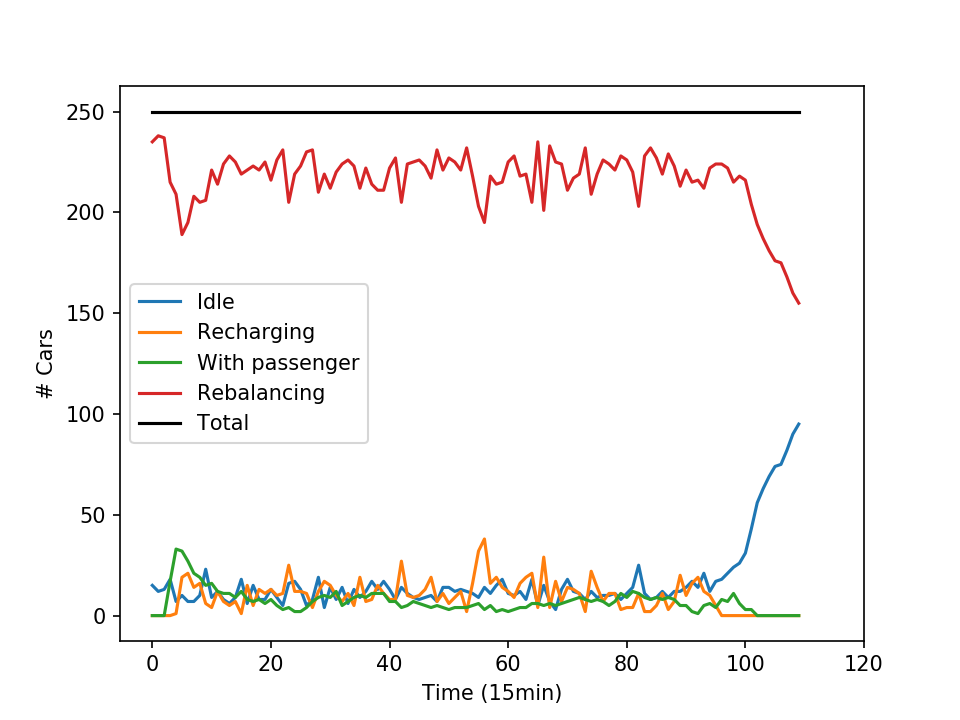 250
200
150
100
50
0
# Cars
Idle
Recharging
With passenger
Rebalancing
Total
0 20 40 60 80 100 120
Time (15min)